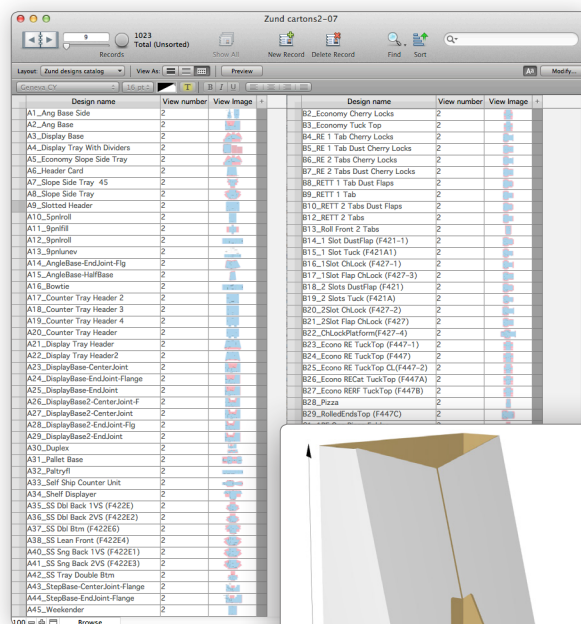 Zund cartons2-07
9
1023
Total (Unsorted)
Records
Show All
New Record
Delete Record
Find
Sort
Layout: Zund designs catalog
View As:
Preview
Aa
Modify...
Geneva CY
16 pt
T
B I U
Design name View number View Image +
A1_Ang Base Side 2
A2_Ang Base 2
A3_Display Base 2
A4_Display Tray With Dividers 2
A5_Economy Slope Side Tray 2
A6_Header Card 2
A7_Slope Side Tray 45 2
A8_Slope Side Tray 2
A9_Slotted Header 2
A10_5pnlroll 2
A11_9pnlfill 2
A12_9pnlroll 2
A13_9pnlunev 2
A14_AngleBase-EndJoint-Flg 2
A15_AngleBase-HalfBase 2
A16_Bowtie 2
A17_Counter Tray Header 2 2
A18_Counter Tray Header 3 2
A19_Counter Tray Header 4 2
A20_Counter Tray Header 2
A21_Display Tray Header 2
A22_Display Tray Header2 2
A23_DisplayBase-CenterJoint 2
A24_DisplayBase-EndJoint-Flange 2
A25_DisplayBase-EndJoint 2
A26_DisplayBase2-CenterJoint-F 2
A27_DisplayBase2-CenterJoint 2
A28_DisplayBase2-EndJoint-Flg 2
A29_DisplayBase2-EndJoint 2
A30_Duplex 2
A31_Pallet Base 2
A32_Paltryfl 2
A33_Self Ship Counter Unit 2
A34_Shelf Displayer 2
A35_SS Dbl Back 1VS (F422E) 2
A36_SS Dbl Back 2VS (F422E2) 2
A37_SS Dbl Btm (F422E6) 2
A38_SS Lean Front (F422E4) 2
A40_SS Sng Back 1VS (F422E1) 2
A41_SS Sng Back 2VS (F422E3) 2
A42_SS Tray Double Btm 2
A43_StepBase-CenterJoint-Flange 2
A44_StepBase-EndJoint-Flange 2
A45_Weekender 2
100
Browse
Design name View number View Image +
B2_Economy Cherry Locks 2
B3_Economy Tuck Top 2
B4_RE 1 Tab Cherry Locks 2
B5_RE 1 Tab Dust Cherry Locks 2
B6_RE 2 Tabs Cherry Locks 2
B7_RE 2 Tabs Dust Cherry Locks 2
B8_RETT 1 Tab Dust Flaps 2
B9_RETT 1 Tab 2
B10_RETT 2 Tabs Dust Flaps 2
B12_RETT 2 Tabs 2
B13_Roll Front 2 Tabs 2
B14_1 Slot DustFlap (F421-1) 2
B15_1 Slot Tuck (F421A1) 2
B16_1Slot ChLock (F427-1) 2
B17_1Slot Flap ChLock (F427-3) 2
B18_2 Slots DustFlap (F421) 2
B19_2 Slots Tuck (F421A) 2
B20_2Slot ChLock (F427-2) 2
B21_2Slot Flap ChLock (F427) 2
B22_ChLockPlatform(F427-4) 2
B23_Econo RE TuckTop (F447-1) 2
B24_Econo RE TuckTop (F447) 2
B25_Econo RE TuckTop CL(F447-2) 2
B26_Econo RECat TuckTop (F447A) 2
B27_Econo RERF TuckTop (F447B) 2
B28_Pizza 2
B29_RolledEndsTop (F447C) 2